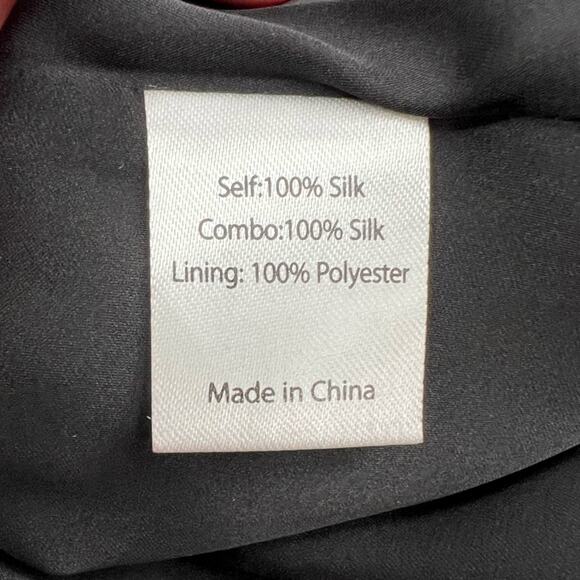 Self:100% Silk
Combo:100% Silk
Lining: 100% Polyester
Made in China